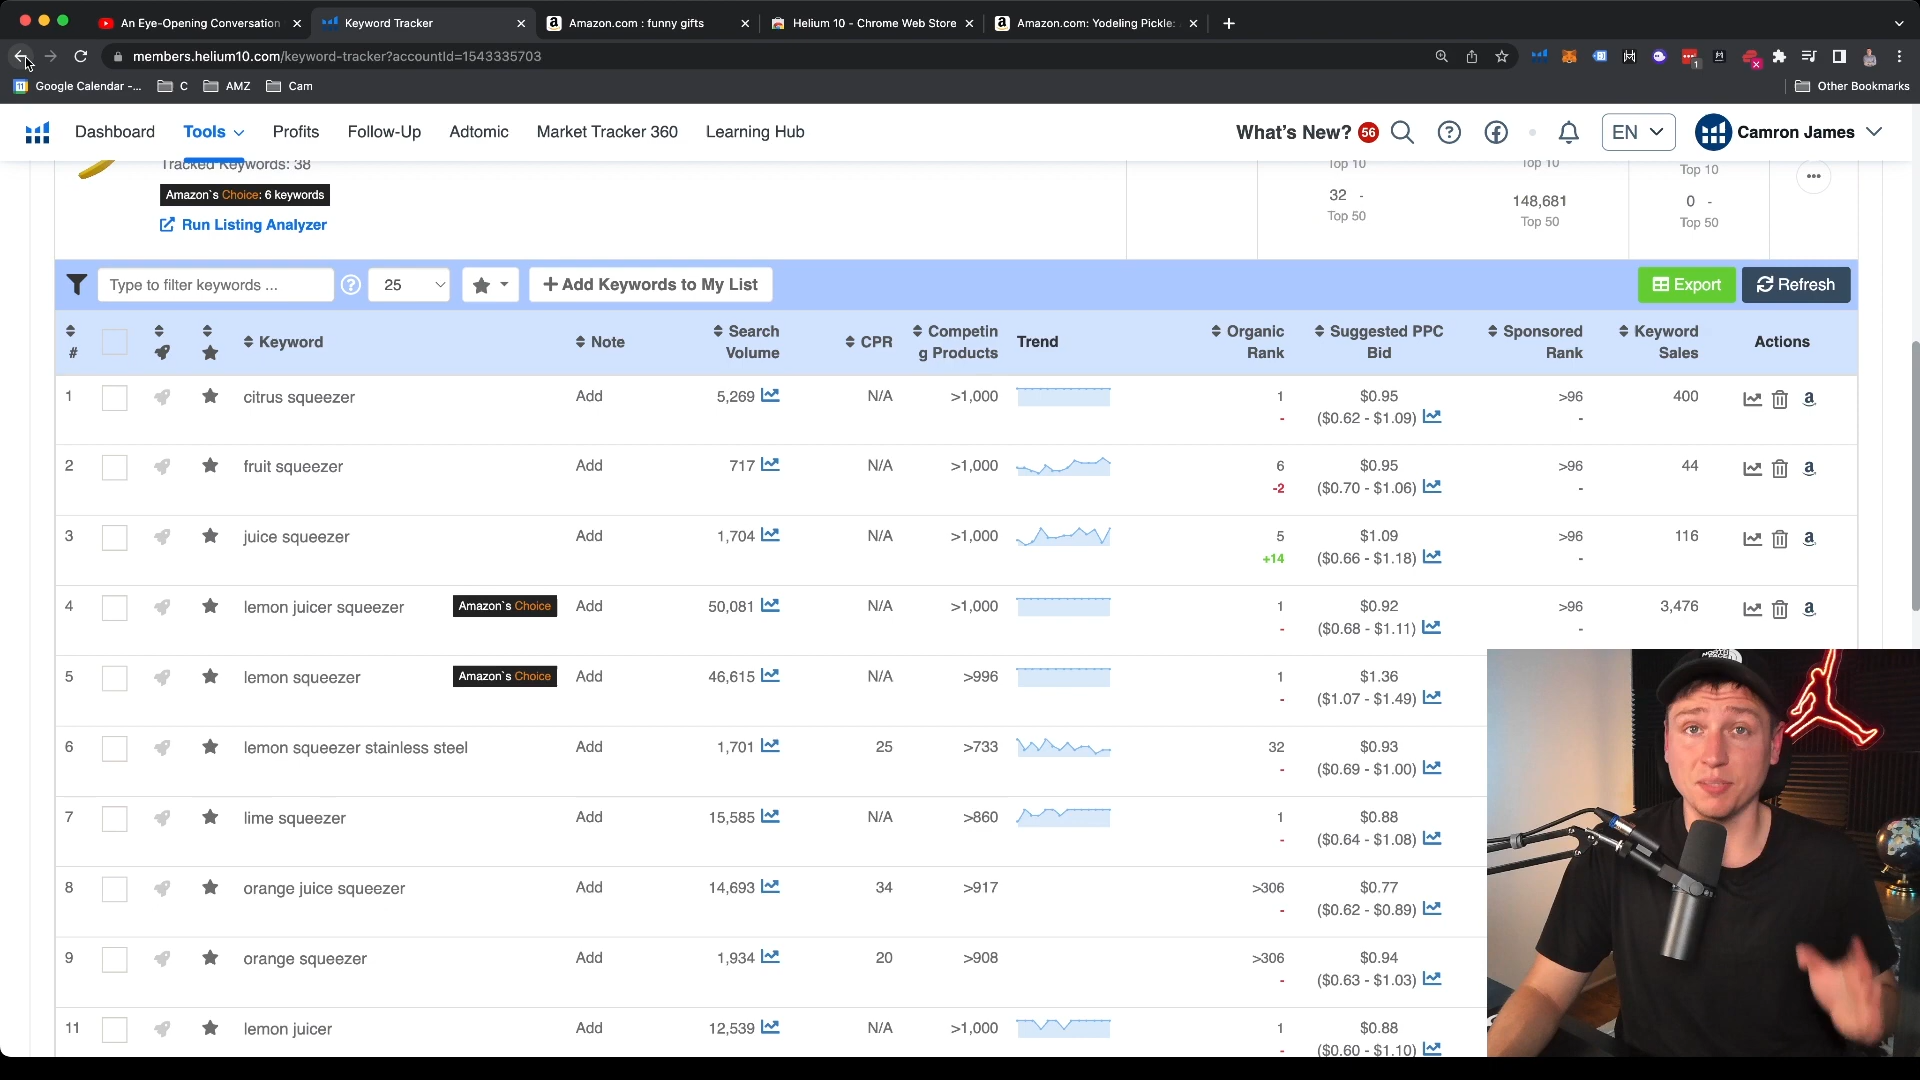 An Eye-Opening Conversation
Keyword Tracker
Amazon.com : funny gifts
Helium 10 - Chrome Web Store
Amazon.com: Yodeling Pickle:
members.helium10.com/keyword-tracker?accountId=1543335703
Google Calendar -...
C
AMZ
Cam
Other Bookmarks
Dashboard
Tools
Profits
Follow-Up
Adtomic
Market Tracker 360
Learning Hub
What's New? 56
EN
Camron James
Tracked Keywords: 38
Amazon`s Choice: 6 keywords
Run Listing Analyzer
Top 10
32 -
Top 50
Top 10
148,681
Top 50
Top 10
0 -
Top 50
Type to filter keywords ...
25
+ Add Keywords to My List
Export
Refresh
#
Keyword
Note
Search Volume
CPR
Competin
g Products
Trend
Organic Rank
Suggested PPC Bid
Sponsored Rank
Keyword Sales
Actions
1 citrus squeezer Add 5,269 N/A >1,000 1 $0.95 >96 400
- ($0.62 - $1.09) -
2 fruit squeezer Add 717 N/A >1,000 6 $0.95 >96 44
-2 ($0.70 - $1.06) -
3 juice squeezer Add 1,704 N/A >1,000 5 $1.09 >96 116
+14 ($0.66 - $1.18) -
4 lemon juicer squeezer Amazon`s Choice Add 50,081 N/A >1,000 1 $0.92 >96 3,476
- ($0.68 - $1.11) -
5 lemon squeezer Amazon`s Choice Add 46,615 N/A >996 1 $1.36
- ($1.07 - $1.49)
6 lemon squeezer stainless steel Add 1,701 25 >733 32 $0.93
- ($0.69 - $1.00)
7 lime squeezer Add 15,585 N/A >860 1 $0.88
- ($0.64 - $1.08)
8 orange juice squeezer Add 14,693 34 >917 >306 $0.77
- ($0.62 - $0.89)
9 orange squeezer Add 1,934 20 >908 >306 $0.94
- ($0.63 - $1.03)
11 lemon juicer Add 12,539 N/A >1,000 1 $0.88
- ($0.60 - $1.10)